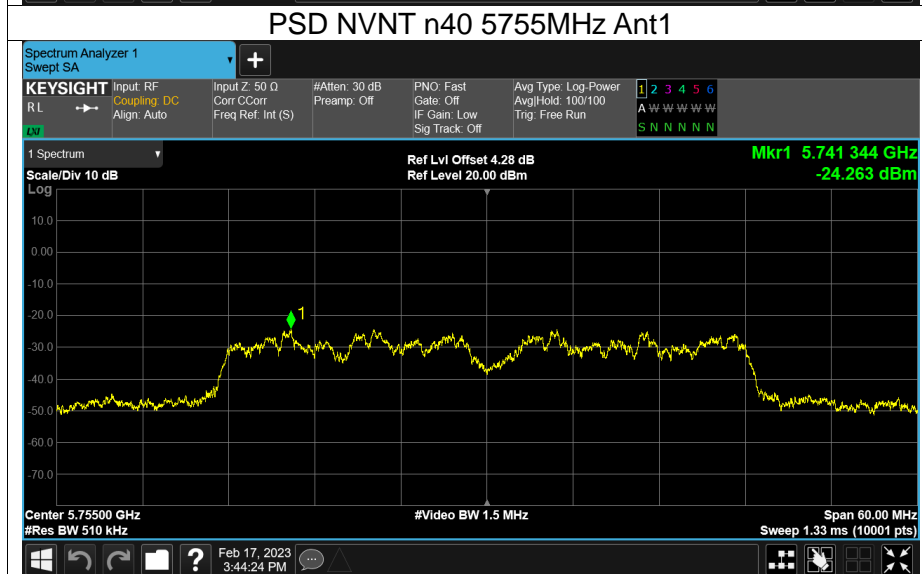 PSD NVNT n40 5755MHz Ant1
Spectrum Analyzer 1
Swept SA
+
KEYSIGHT
RL
LXI
Input: RF
Coupling: DC
Align: Auto
Input Z: 50 Ω
Corr CCorr
Freq Ref: Int (S)
#Atten: 30 dB
Preamp: Off
PNO: Fast
Gate: Off
IF Gain: Low
Sig Track: Off
Avg Type: Log-Power
Avg|Hold: 100/100
Trig: Free Run
1 2 3 4 5 6
A W W W W W
S N N N N N
1 Spectrum
Scale/Div 10 dB
Ref Lvl Offset 4.28 dB
Ref Level 20.00 dBm
Mkr1 5.741 344 GHz
-24.263 dBm
Log
10.0
0.00
-10.0
-20.0
-30.0
-40.0
-50.0
-60.0
-70.0
1
Center 5.75500 GHz
#Res BW 510 kHz
#Video BW 1.5 MHz
Span 60.00 MHz
Sweep 1.33 ms (10001 pts)
?
Feb 17, 2023
3:44:24 PM